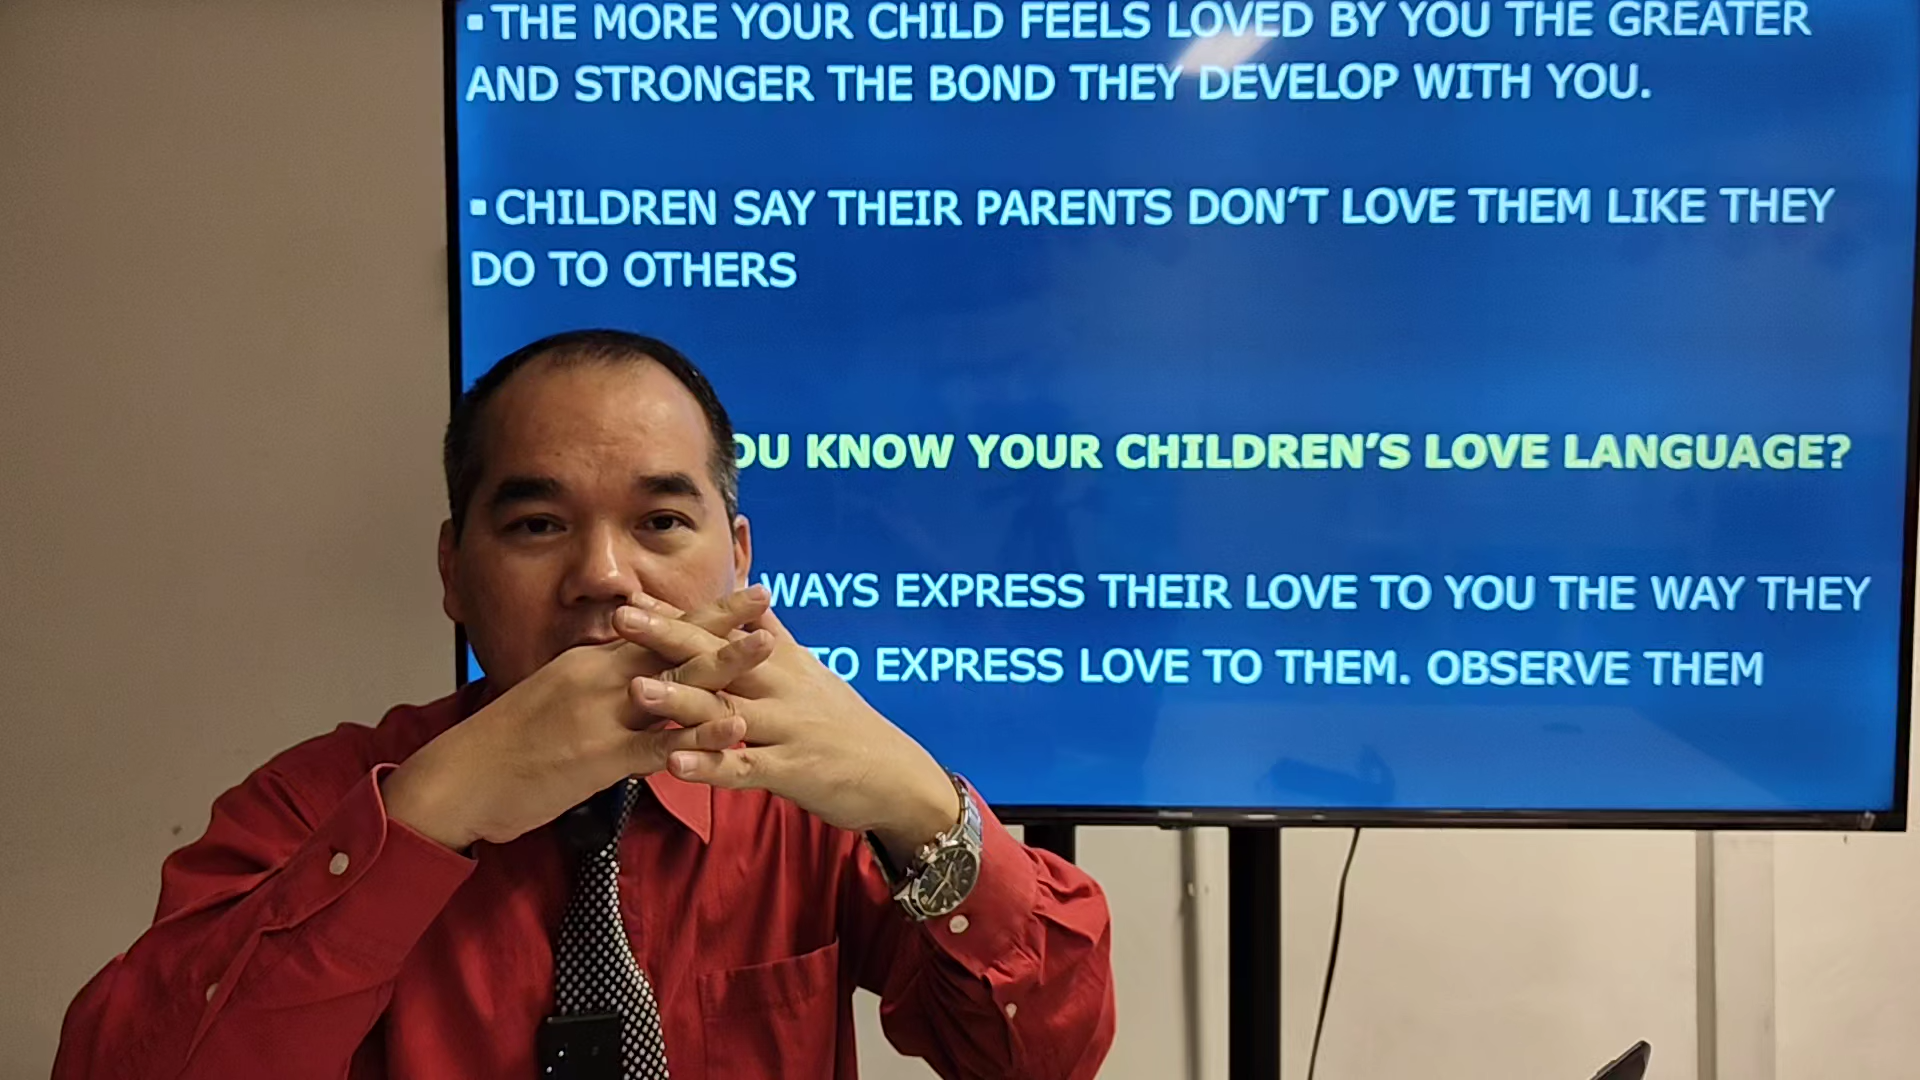 ▪THE MORE YOUR CHILD FEELS LOVED BY YOU THE GREATER
AND STRONGER THE BOND THEY DEVELOP WITH YOU.
▪CHILDREN SAY THEIR PARENTS DON'T LOVE THEM LIKE THEY
DO TO OTHERS
KNOW YOUR CHILDREN'S LOVE LANGUAGE?
EXPRESS THEIR LOVE TO YOU THE WAY THEY
TO EXPRESS LOVE TO THEM. OBSERVE THEM